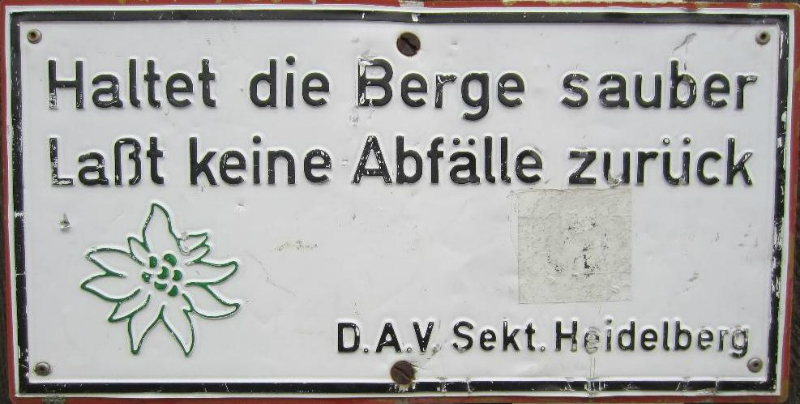 Haltet die Berge sauber
Laßt keine Abfälle zurück
D.A.V. Sekt. Heidelberg